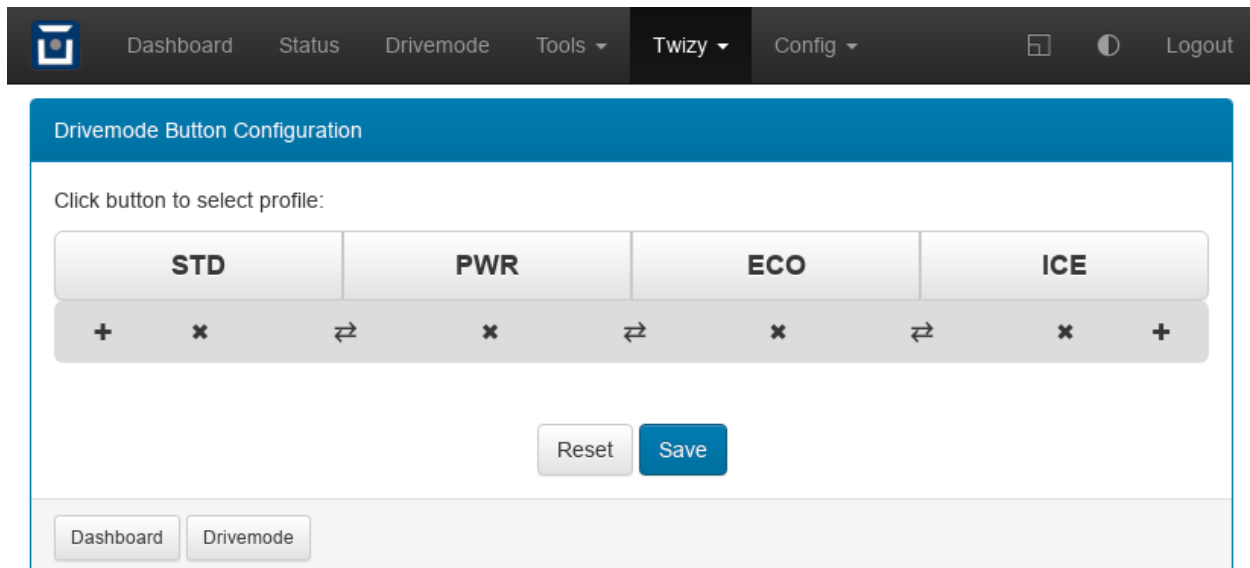 Dashboard Status Drivemode Tools Twizy Config Logout
Drivemode Button Configuration
Click button to select profile:
STD PWR ECO ICE
Reset Save
Dashboard Drivemode